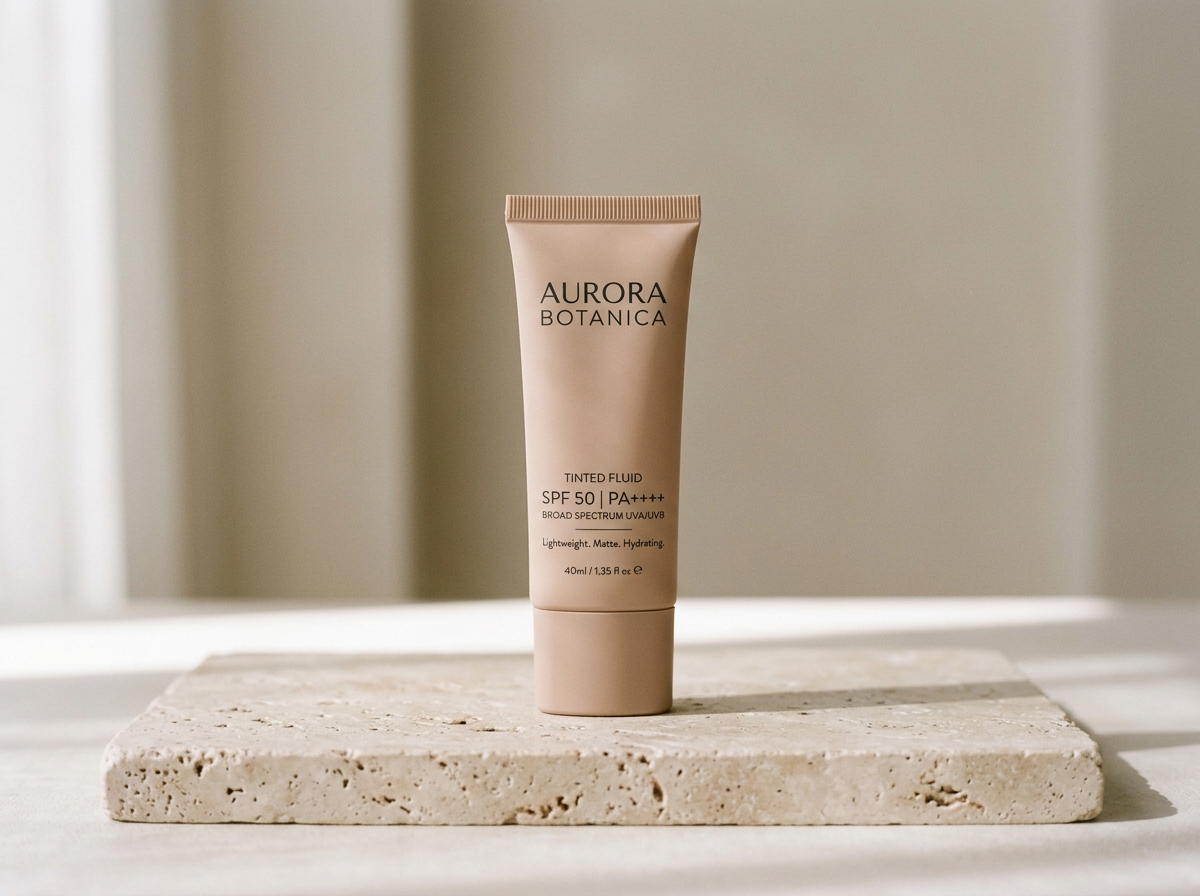 AURORA
BOTANICA
TINTED FLUID
SPF 50 | PA++++
BROAD SPECTRUM UVA/UVB
Lightweight. Matte. Hydrating.
40ml / 1,35 fl oz ℮